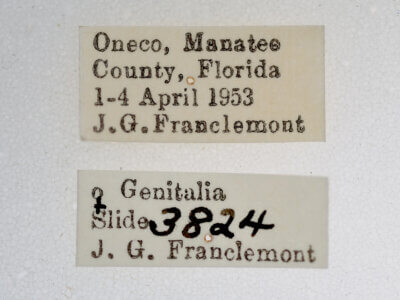 Oneco, Manatee
County, Florida
1-4 April 1953
J.G.Franclemont
♀ Genitalia
Slide 3824
J. G. Franclemont